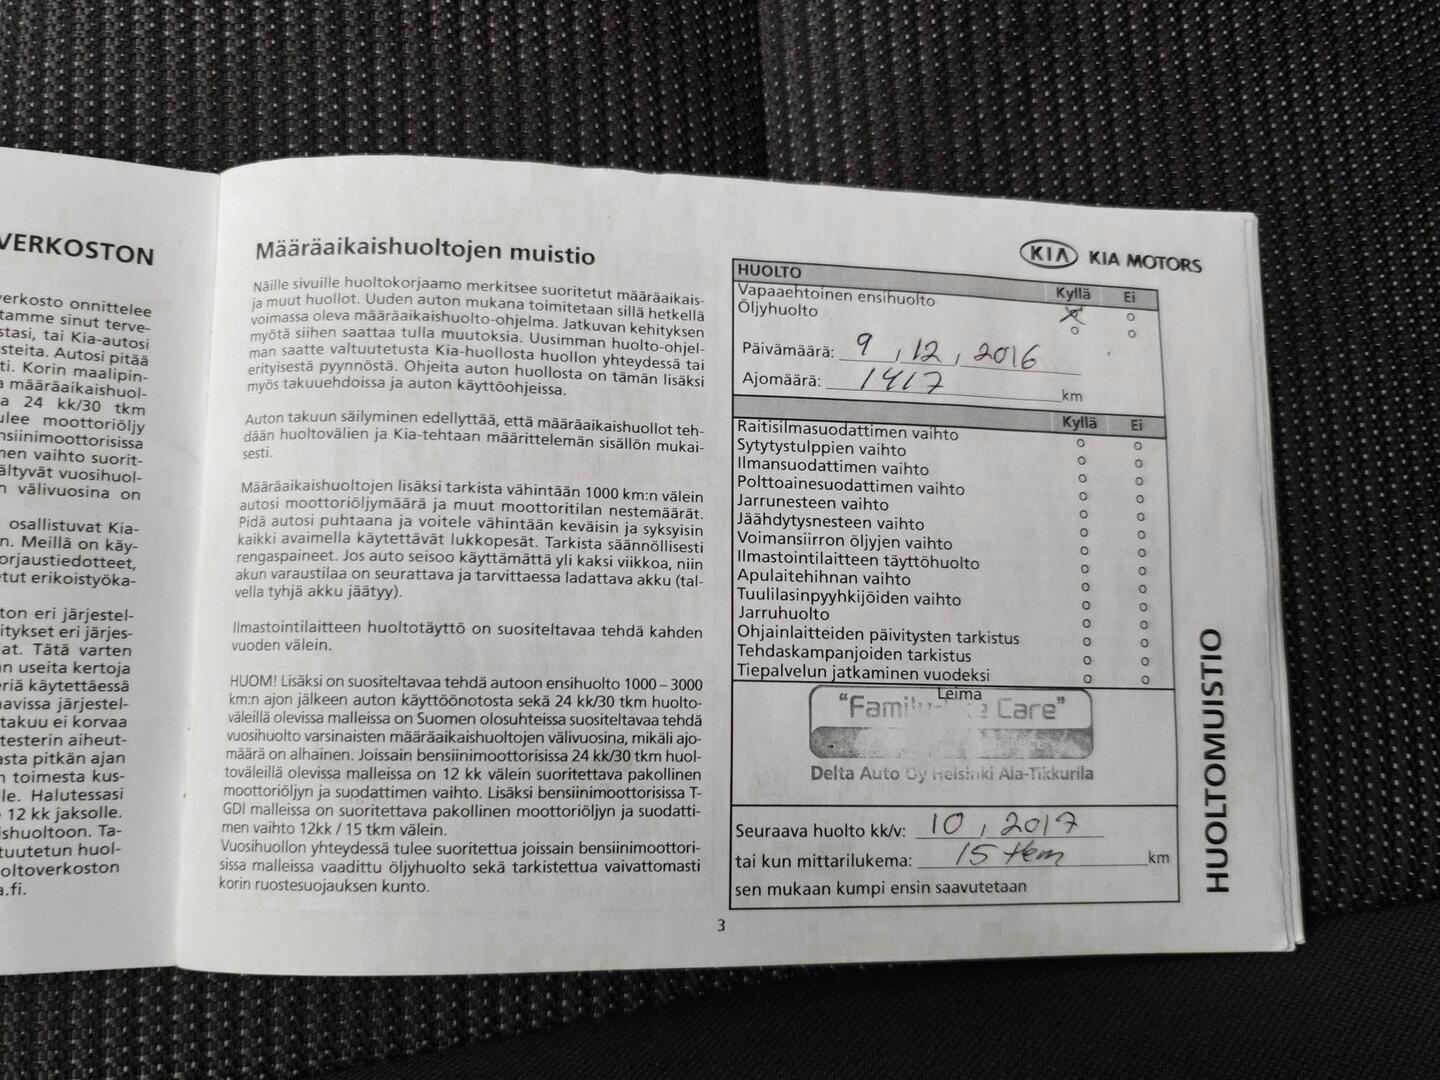 VERKOSTON
verkosto onnittelee
tamme sinut terve-
stasi, tai Kia-autosi
steita. Autosi pitää
ti. Korin maalipin-
a määräaikaishuol-
a 24 kk/30 tkm
ulee moottoriöljy
nsiinimoottorisissa
nen vaihto suorit-
ältyvät vuosihuol-
n välivuosina on
osallistuvat Kia-
n. Meillä on käy-
orjaustiedotteet,
etut erikoistyöka-
ton eri järjestel-
itykset eri järjes-
at. Tätä varten
n useita kertoja
eriä käytettäessä
aavissa järjestel-
takuu ei korvaa
testerin aiheut-
asta pitkän ajan
n toimesta kus-
le. Halutessasi
12 kk jaksolle.
ishuoltoon. Ta-
tuutetun huol-
oltoverkoston
a.fi.
Määräaikaishuoltojen muistio
Näille sivuille huoltokorjaamo merkitsee suoritetut määräaikais-
ja muut huollot. Uuden auton mukana toimitetaan sillä hetkellä
voimassa oleva määräaikaishuolto-ohjelma. Jatkuvan kehityksen
myötä siihen saattaa tulla muutoksia. Uusimman huolto-ohjel-
man saatte valtuutetusta Kia-huollosta huollon yhteydessä tai
erityisestä pyynnöstä. Ohjeita auton huollosta on tämän lisäksi
myös takuuehdoissa ja auton käyttöohjeissa.
Auton takuun säilyminen edellyttää, että määräaikaishuollot teh-
dään huoltovälien ja Kia-tehtaan määrittelemän sisällön mukai-
sesti.
Määräaikaishuoltojen lisäksi tarkista vähintään 1000 km:n välein
autosi moottoriöljymäärä ja muut moottoritilan nestemäärät.
Pidä autosi puhtaana ja voitele vähintään keväisin ja syksyisin
kaikki avaimella käytettävät lukkopesät. Tarkista säännöllisesti
rengaspaineet. Jos auto seisoo käyttämättä yli kaksi viikkoa, niin
akun varaustilaa on seurattava ja tarvittaessa ladattava akku (tal-
vella tyhjä akku jäätyy).
Ilmastointilaitteen huoltotäyttö on suositeltavaa tehdä kahden
vuoden välein.
HUOM! Lisäksi on suositeltavaa tehdä autoon ensihuolto 1000 – 3000
km:n ajon jälkeen auton käyttöönotosta sekä 24 kk/30 tkm huolto-
väleillä olevissa malleissa on Suomen olosuhteissa suositeltavaa tehdä
vuosihuolto varsinaisten määräaikaishuoltojen välivuosina, mikäli ajo-
määrä on alhainen. Joissain bensiinimoottorisissa 24 kk/30 tkm huol-
toväleillä olevissa malleissa on 12 kk välein suoritettava pakollinen
moottoriöljyn ja suodattimen vaihto. Lisäksi bensiinimoottorisissa T-
GDI malleissa on suoritettava pakollinen moottoriöljyn ja suodatti-
men vaihto 12kk / 15 tkm välein.
Vuosihuollon yhteydessä tulee suoritettua joissain bensiinimoottori-
sissa malleissa vaadittu öljyhuolto sekä tarkistettua vaivattomasti
korin ruostesuojauksen kunto.
3
KIA KIA MOTORS
HUOLTO Kyllä Ei
Vapaaehtoinen ensihuolto
Öljyhuolto
Päivämäärä: 9, 12, 2016
Ajomäärä: 1417 km
Kyllä Ei
Raitisilmasuodattimen vaihto
Sytytystulppien vaihto
Ilmansuodattimen vaihto
Polttoainesuodattimen vaihto
Jarrunesteen vaihto
Jäähdytysnesteen vaihto
Voimansiirron öljyjen vaihto
Ilmastointilaitteen täyttöhuolto
Apulaitehihnan vaihto
Tuulilasinpyyhkijöiden vaihto
Jarruhuolto
Ohjainlaitteiden päivitysten tarkistus
Tehdaskampanjoiden tarkistus
Tiepalvelun jatkaminen vuodeksi
Leima
"Family-like Care"
Delta Auto Oy Helsinki Ala-Tikkurila
Seuraava huolto kk/v: 10, 2017
tai kun mittarilukema: 15 tkm km
sen mukaan kumpi ensin saavutetaan
HUOLTOMUISTIO